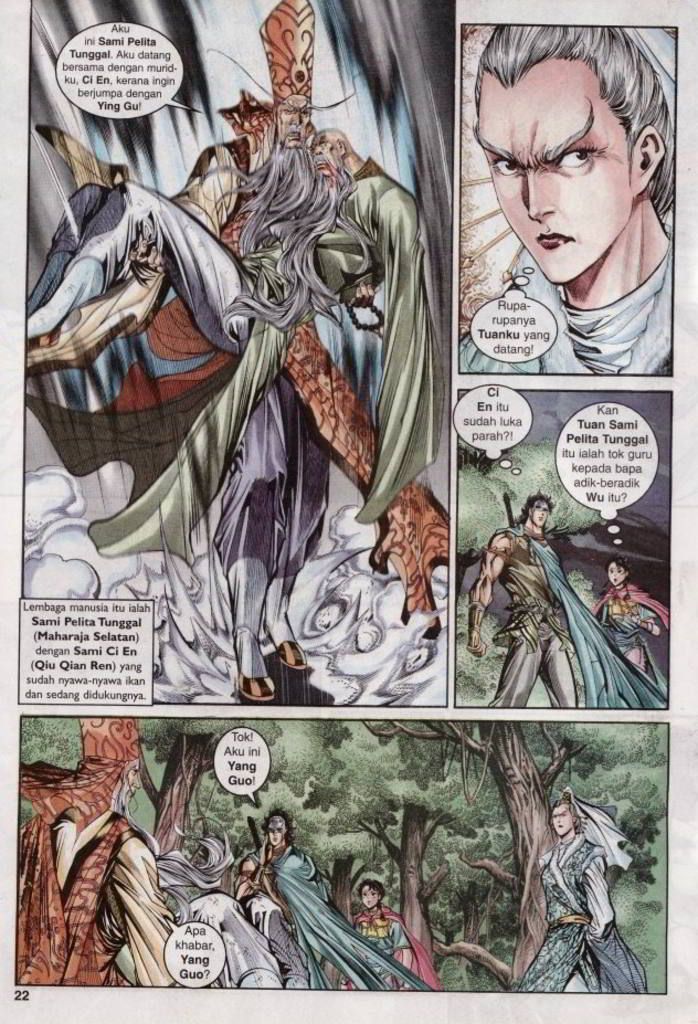 Aku
ini Sami Pelita
Tunggal. Aku datang
bersama dengan murid-
ku, Ci En, kerana ingin
berjumpa dengan
Ying Gu!
Rupa-
rupanya
Tuanku yang
datang!
Ci
En itu
sudah luka
parah?!
Kan
Tuan Sami
Pelita Tunggal
itu ialah tok guru
kepada bapa
adik-beradik
Wu itu?
Lembaga manusia itu ialah
Sami Pelita Tunggal
(Maharaja Selatan)
dengan Sami Ci En
(Qiu Qian Ren) yang
sudah nyawa-nyawa ikan
dan sedang didukungnya.
Tok!
Aku ini
Yang
Guo!
Apa
khabar,
Yang
Guo?
22